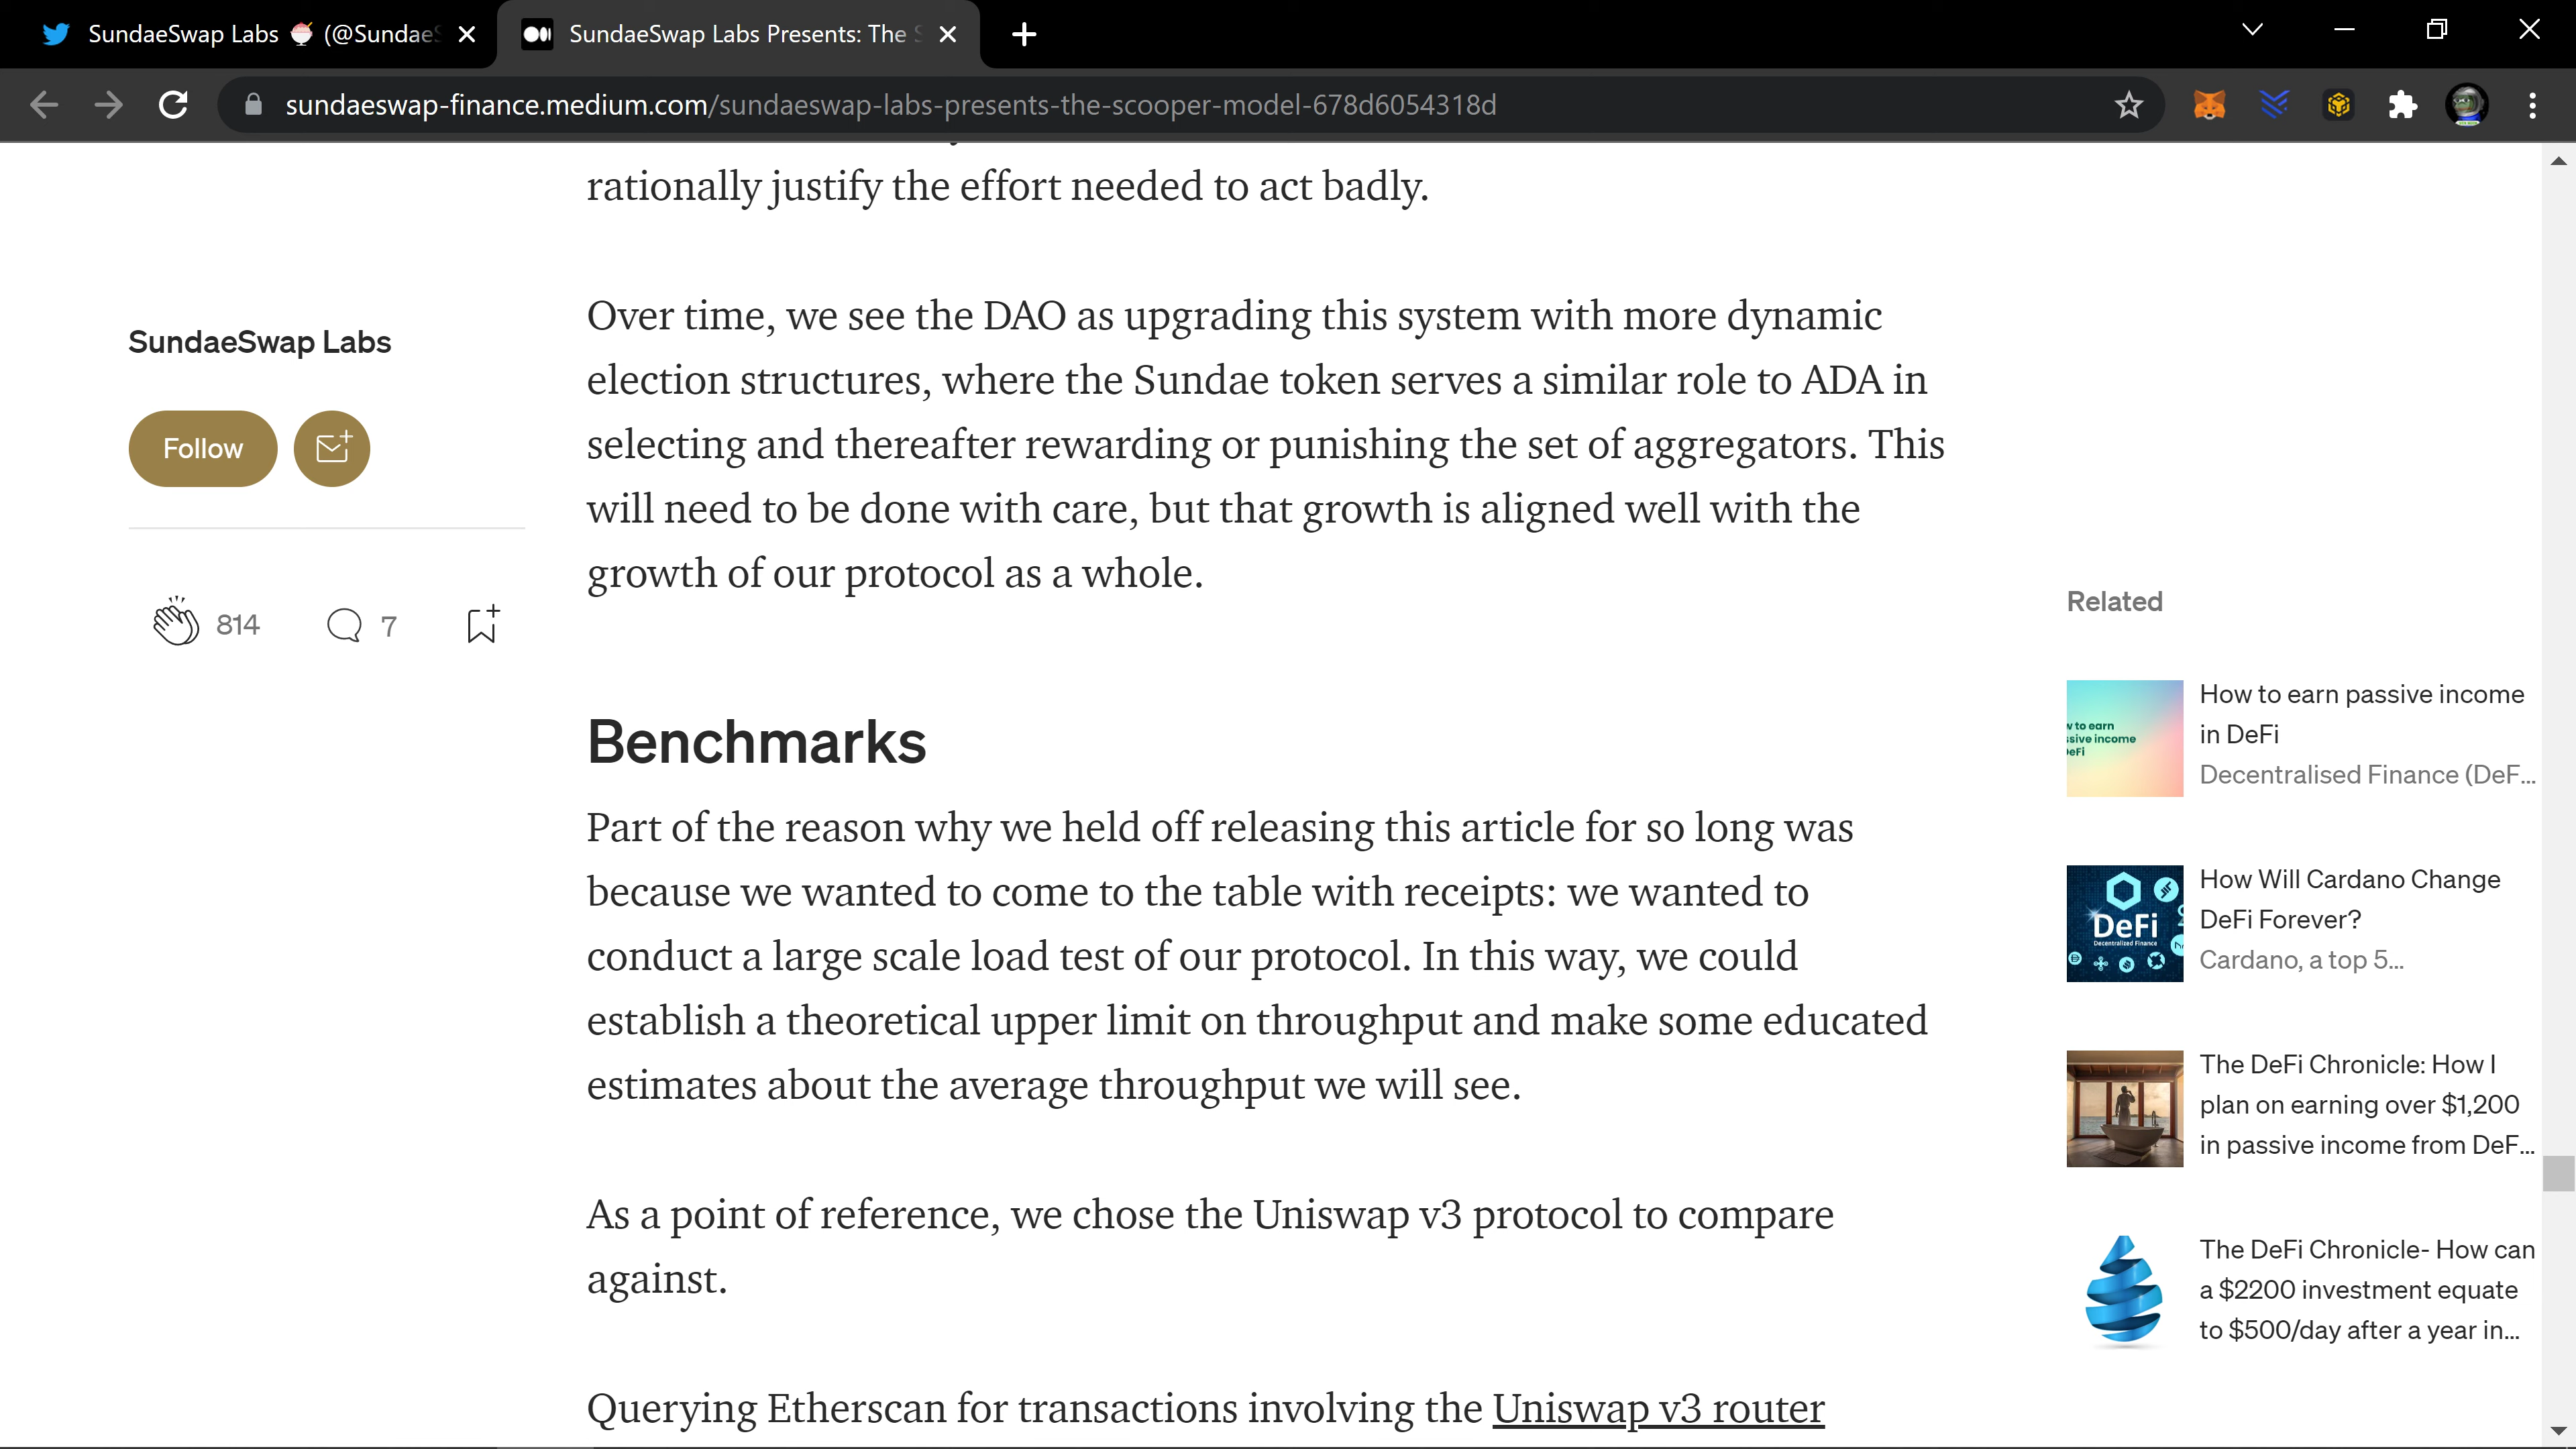 SundaeSwap Labs 🍨 (@SundaeS
SundaeSwap Labs Presents: The S
sundaeswap-finance.medium.com/sundaeswap-labs-presents-the-scooper-model-678d6054318d
rationally justify the effort needed to act badly.
SundaeSwap Labs
Follow
814
7
Over time, we see the DAO as upgrading this system with more dynamic
election structures, where the Sundae token serves a similar role to ADA in
selecting and thereafter rewarding or punishing the set of aggregators. This
will need to be done with care, but that growth is aligned well with the
growth of our protocol as a whole.
Benchmarks
Part of the reason why we held off releasing this article for so long was
because we wanted to come to the table with receipts: we wanted to
conduct a large scale load test of our protocol. In this way, we could
establish a theoretical upper limit on throughput and make some educated
estimates about the average throughput we will see.
As a point of reference, we chose the Uniswap v3 protocol to compare
against.
Querying Etherscan for transactions involving the Uniswap v3 router
Related
w to earn
ssive income
DeFi
How to earn passive income
in DeFi
Decentralised Finance (DeF...
DeFi
Decentralized Finance
How Will Cardano Change
DeFi Forever?
Cardano, a top 5...
The DeFi Chronicle: How I
plan on earning over $1,200
in passive income from DeF...
The DeFi Chronicle- How can
a $2200 investment equate
to $500/day after a year in...